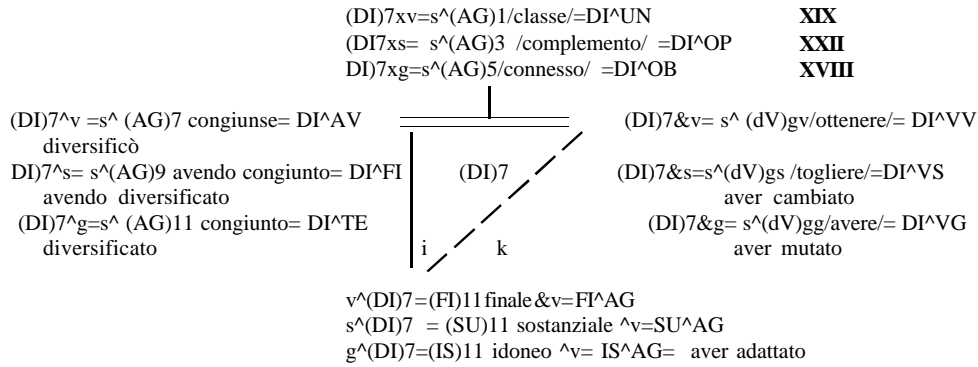 (DI)7xv=s^(AG)1/classe/=DI^UN XIX
(DI7xs= s^(AG)3 /complemento/ =DI^OP XXII
DI)7xg=s^(AG)5/connesso/ =DI^OB XVIII
(DI)7^v =s^ (AG)7 congiunse= DI^AV
diversificò
DI)7^s= s^(AG)9 avendo congiunto= DI^FI
avendo diversificato
(DI)7^g=s^ (AG)11 congiunto= DI^TE
diversificato
(DI)7
i k
(DI)7&v= s^ (dV)gv/ottenere/= DI^VV
(DI)7&s=s^(dV)gs /togliere/=DI^VS
aver cambiato
(DI)7&g= s^(dV)gg/avere/= DI^VG
aver mutato
v^(DI)7=(FI)11finale&v=FI^AG
s^(DI)7 = (SU)11 sostanziale ^v=SU^AG
g^(DI)7=(IS)11 idoneo ^v= IS^AG= aver adattato